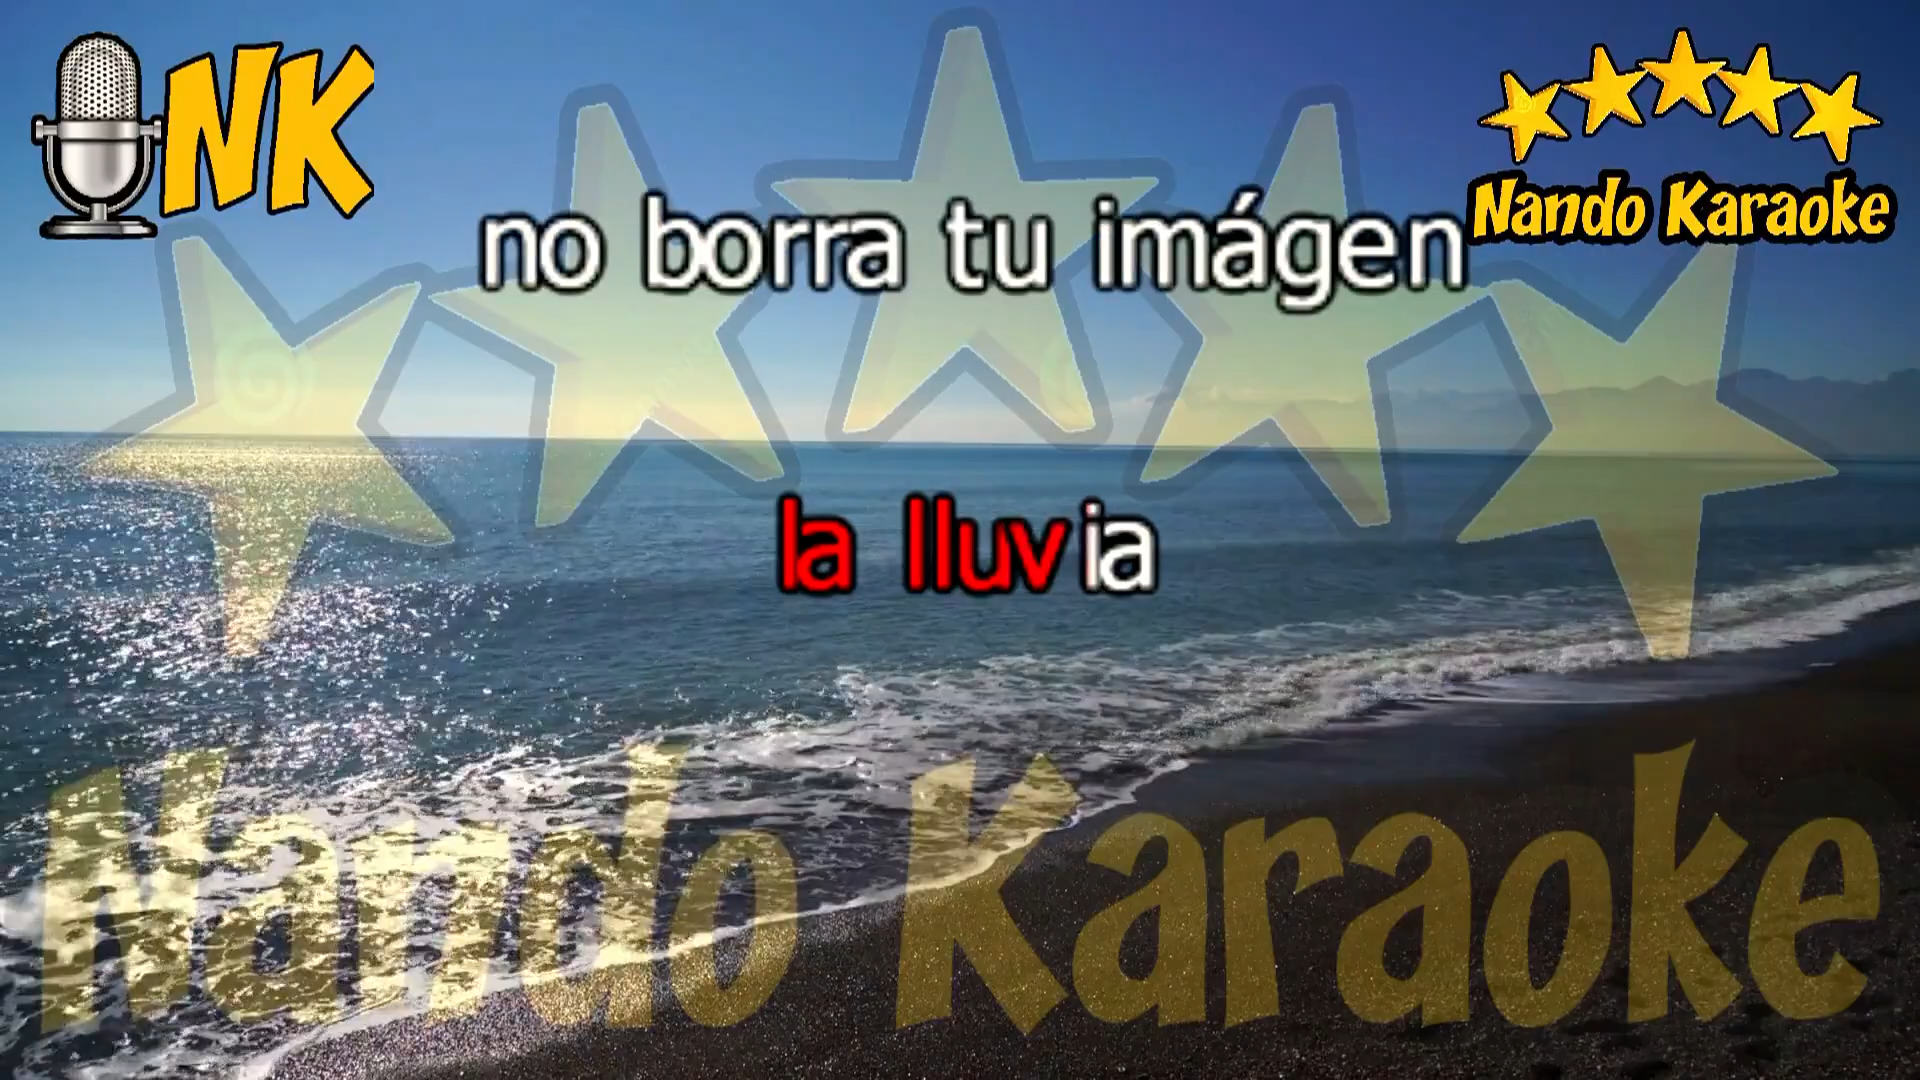 NK
Nando Karaoke
no borra tu imágen
la lluvia
Nando Karaoke